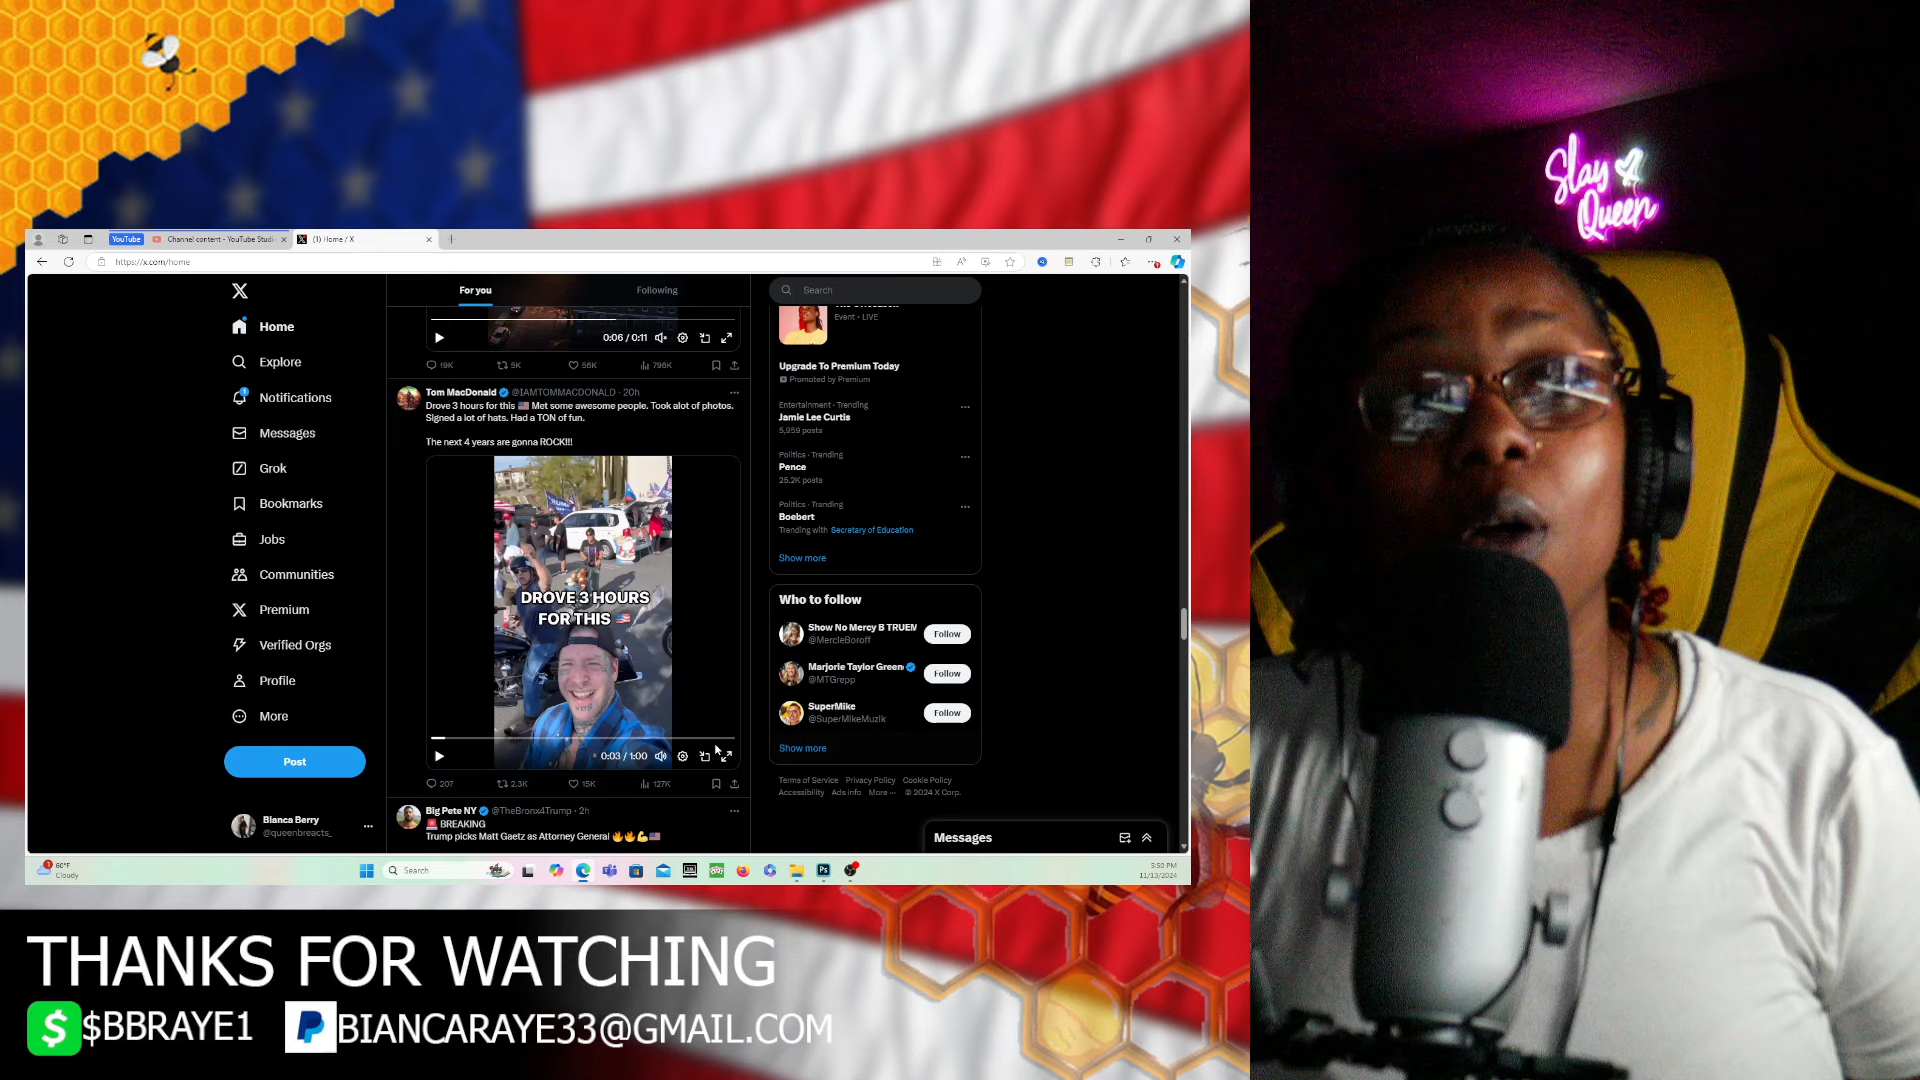 YouTube
Channel content - YouTube Studi
(1) Home / X
https://x.com/home
For you
Following
Search
Home
Explore
Notifications
Messages
Grok
Bookmarks
Jobs
Communities
Premium
Verified Orgs
Profile
More
Post
Bianca Berry
@queenbreacts_
0:06 / 0:11
19K
5K
56K
796K
Tom MacDonald @IAMTOMMACDONALD · 20h
Drove 3 hours for this 🇺🇸 Met some awesome people. Took alot of photos.
Signed a lot of hats. Had a TON of fun.
The next 4 years are gonna ROCK!!!
DROVE 3 HOURS
FOR THIS 🇺🇸
0:03 / 1:00
207
2.3K
15K
127K
Big Pete NY @TheBronx4Trump · 2h
🚨 BREAKING
Trump picks Matt Gaetz as Attorney General 🔥🔥💪🇺🇸
Event · LIVE
Upgrade To Premium Today
Promoted by Premium
Entertainment · Trending
Jamie Lee Curtis
5,959 posts
Politics · Trending
Pence
25.2K posts
Politics · Trending
Boebert
Trending with Secretary of Education
Show more
Who to follow
Show No Mercy B TRUEM
@MercieBoroff
Follow
Marjorie Taylor Green
@MTGrepp
Follow
SuperMike
@SuperMikeMuzik
Follow
Show more
Terms of Service Privacy Policy Cookie Policy
Accessibility Ads info More ··· © 2024 X Corp.
Messages
60°F
Cloudy
Search
5:50 PM
11/13/2024
THANKS FOR WATCHING
$BBRAYE1
BIANCARAYE33@GMAIL.COM
Slay
Queen